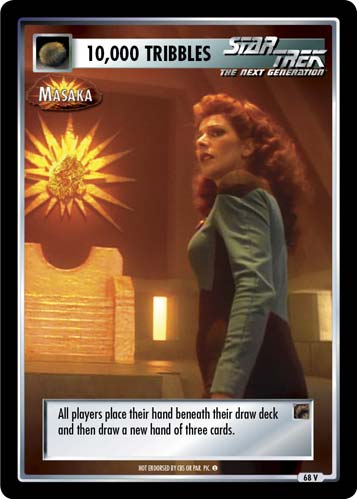 10,000 TRIBBLES
STAR TREK
THE NEXT GENERATION
MASAKA
All players place their hand beneath their draw deck
and then draw a new hand of three cards.
NOT ENDORSED BY CBS OR PAR. PIC.
68 V